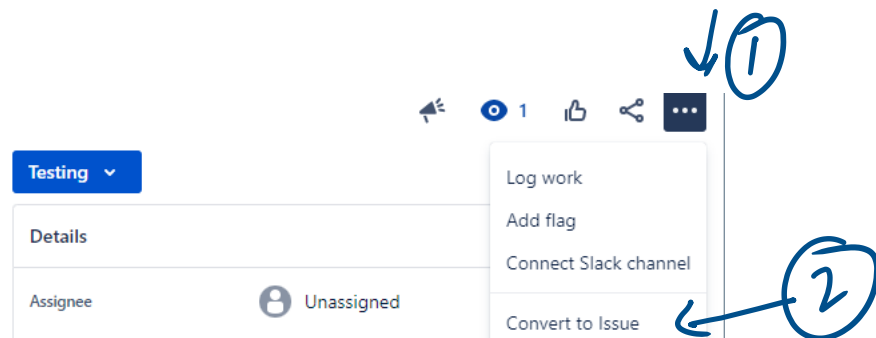 1
1
Testing
Log work
Add flag
Details
Connect Slack channel
Assignee
Unassigned
2
Convert to Issue